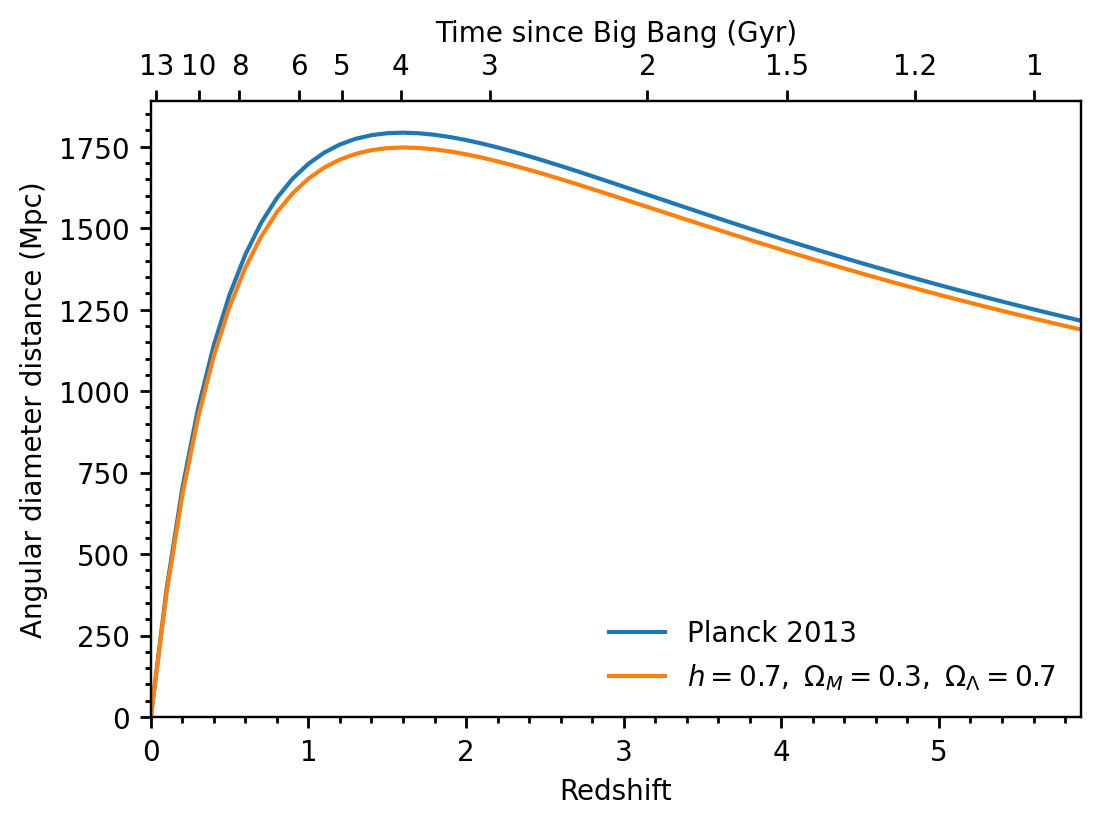 Time since Big Bang (Gyr)
13 10 8 6 5 4 3 2 1.5 1.2 1
Angular diameter distance (Mpc)
1750
1500
1250
1000
750
500
250
0
Planck 2013
h = 0.7, Ω_M = 0.3, Ω_Λ = 0.7
0 1 2 3 4 5
Redshift